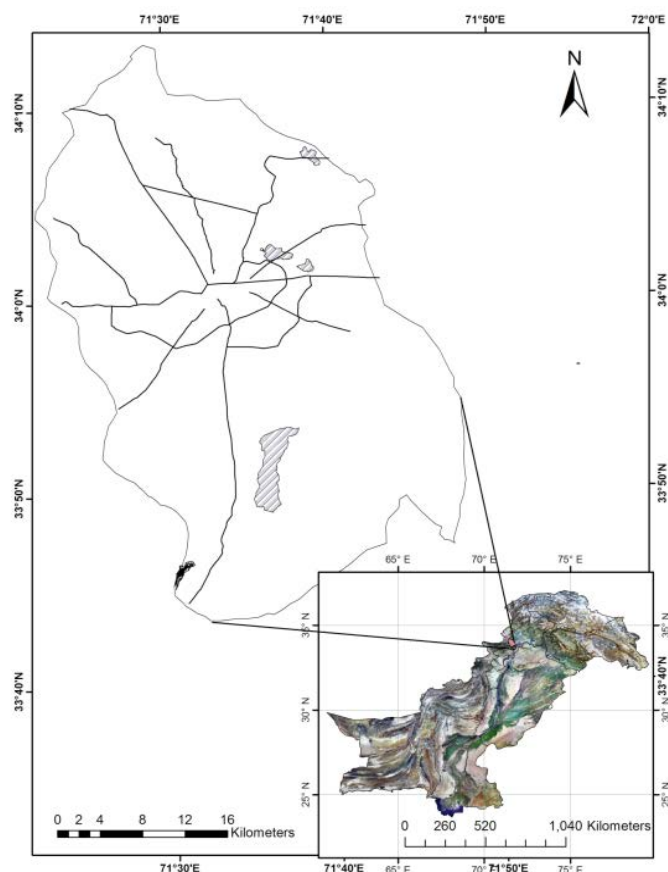 71°30'E 71°40'E 71°50'E 72°0'E
N
34°10'N 34°10'N
34°0'N 34°0'N
33°50'N 33°50'N
65° E 70° E 75° E
35° N 35° N
33°40'N 33°40'N
30° N 30° N
25° N 25° N
0 2 4 8 12 16
Kilometers
0 260 520 1,040 Kilometers
65° E 70° E 75° E
71°30'E 71°40'E 71°50'E